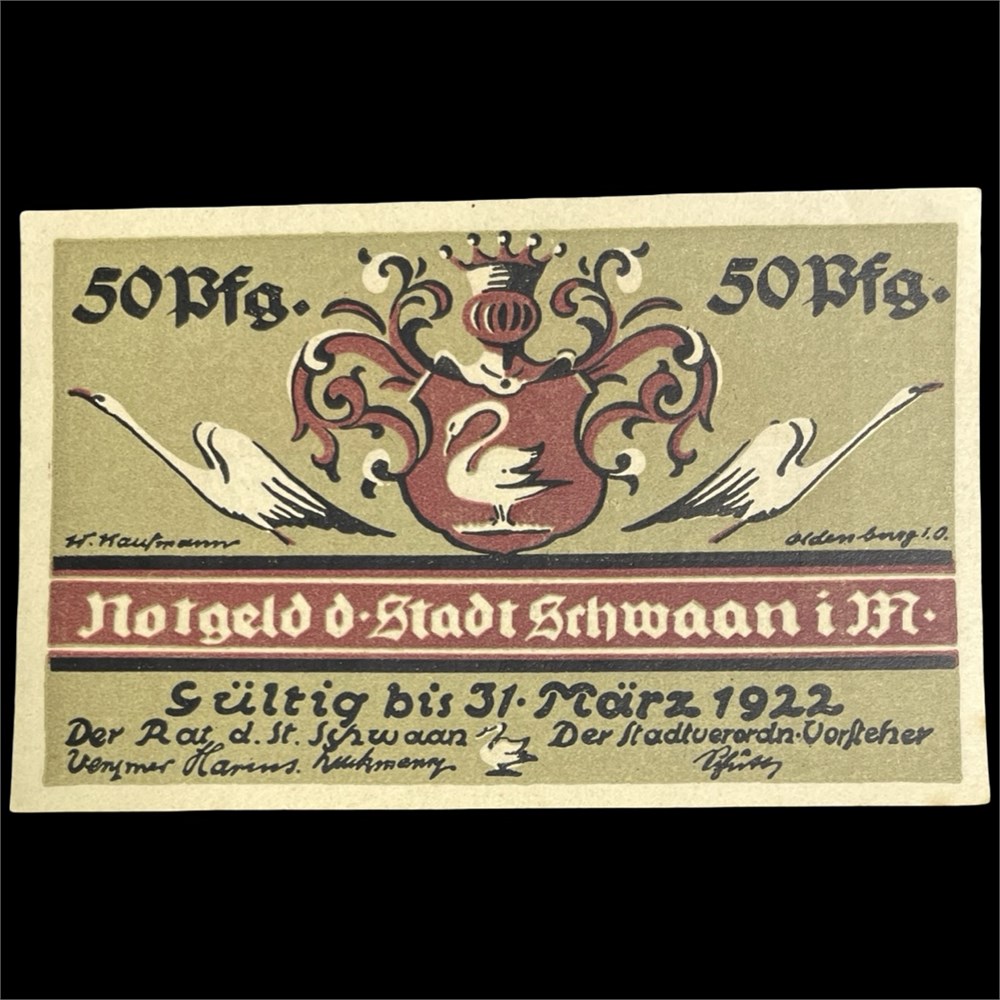 50 Pfg. 50 Pfg.
W. Kaufmann Oldenburg i. O.
Notgeld d. Stadt Schwaan i M.
Gültig bis 31. März 1922
Der Rat d. St. Schwaan Der Stadtverordn. Vorsteher
Harms.